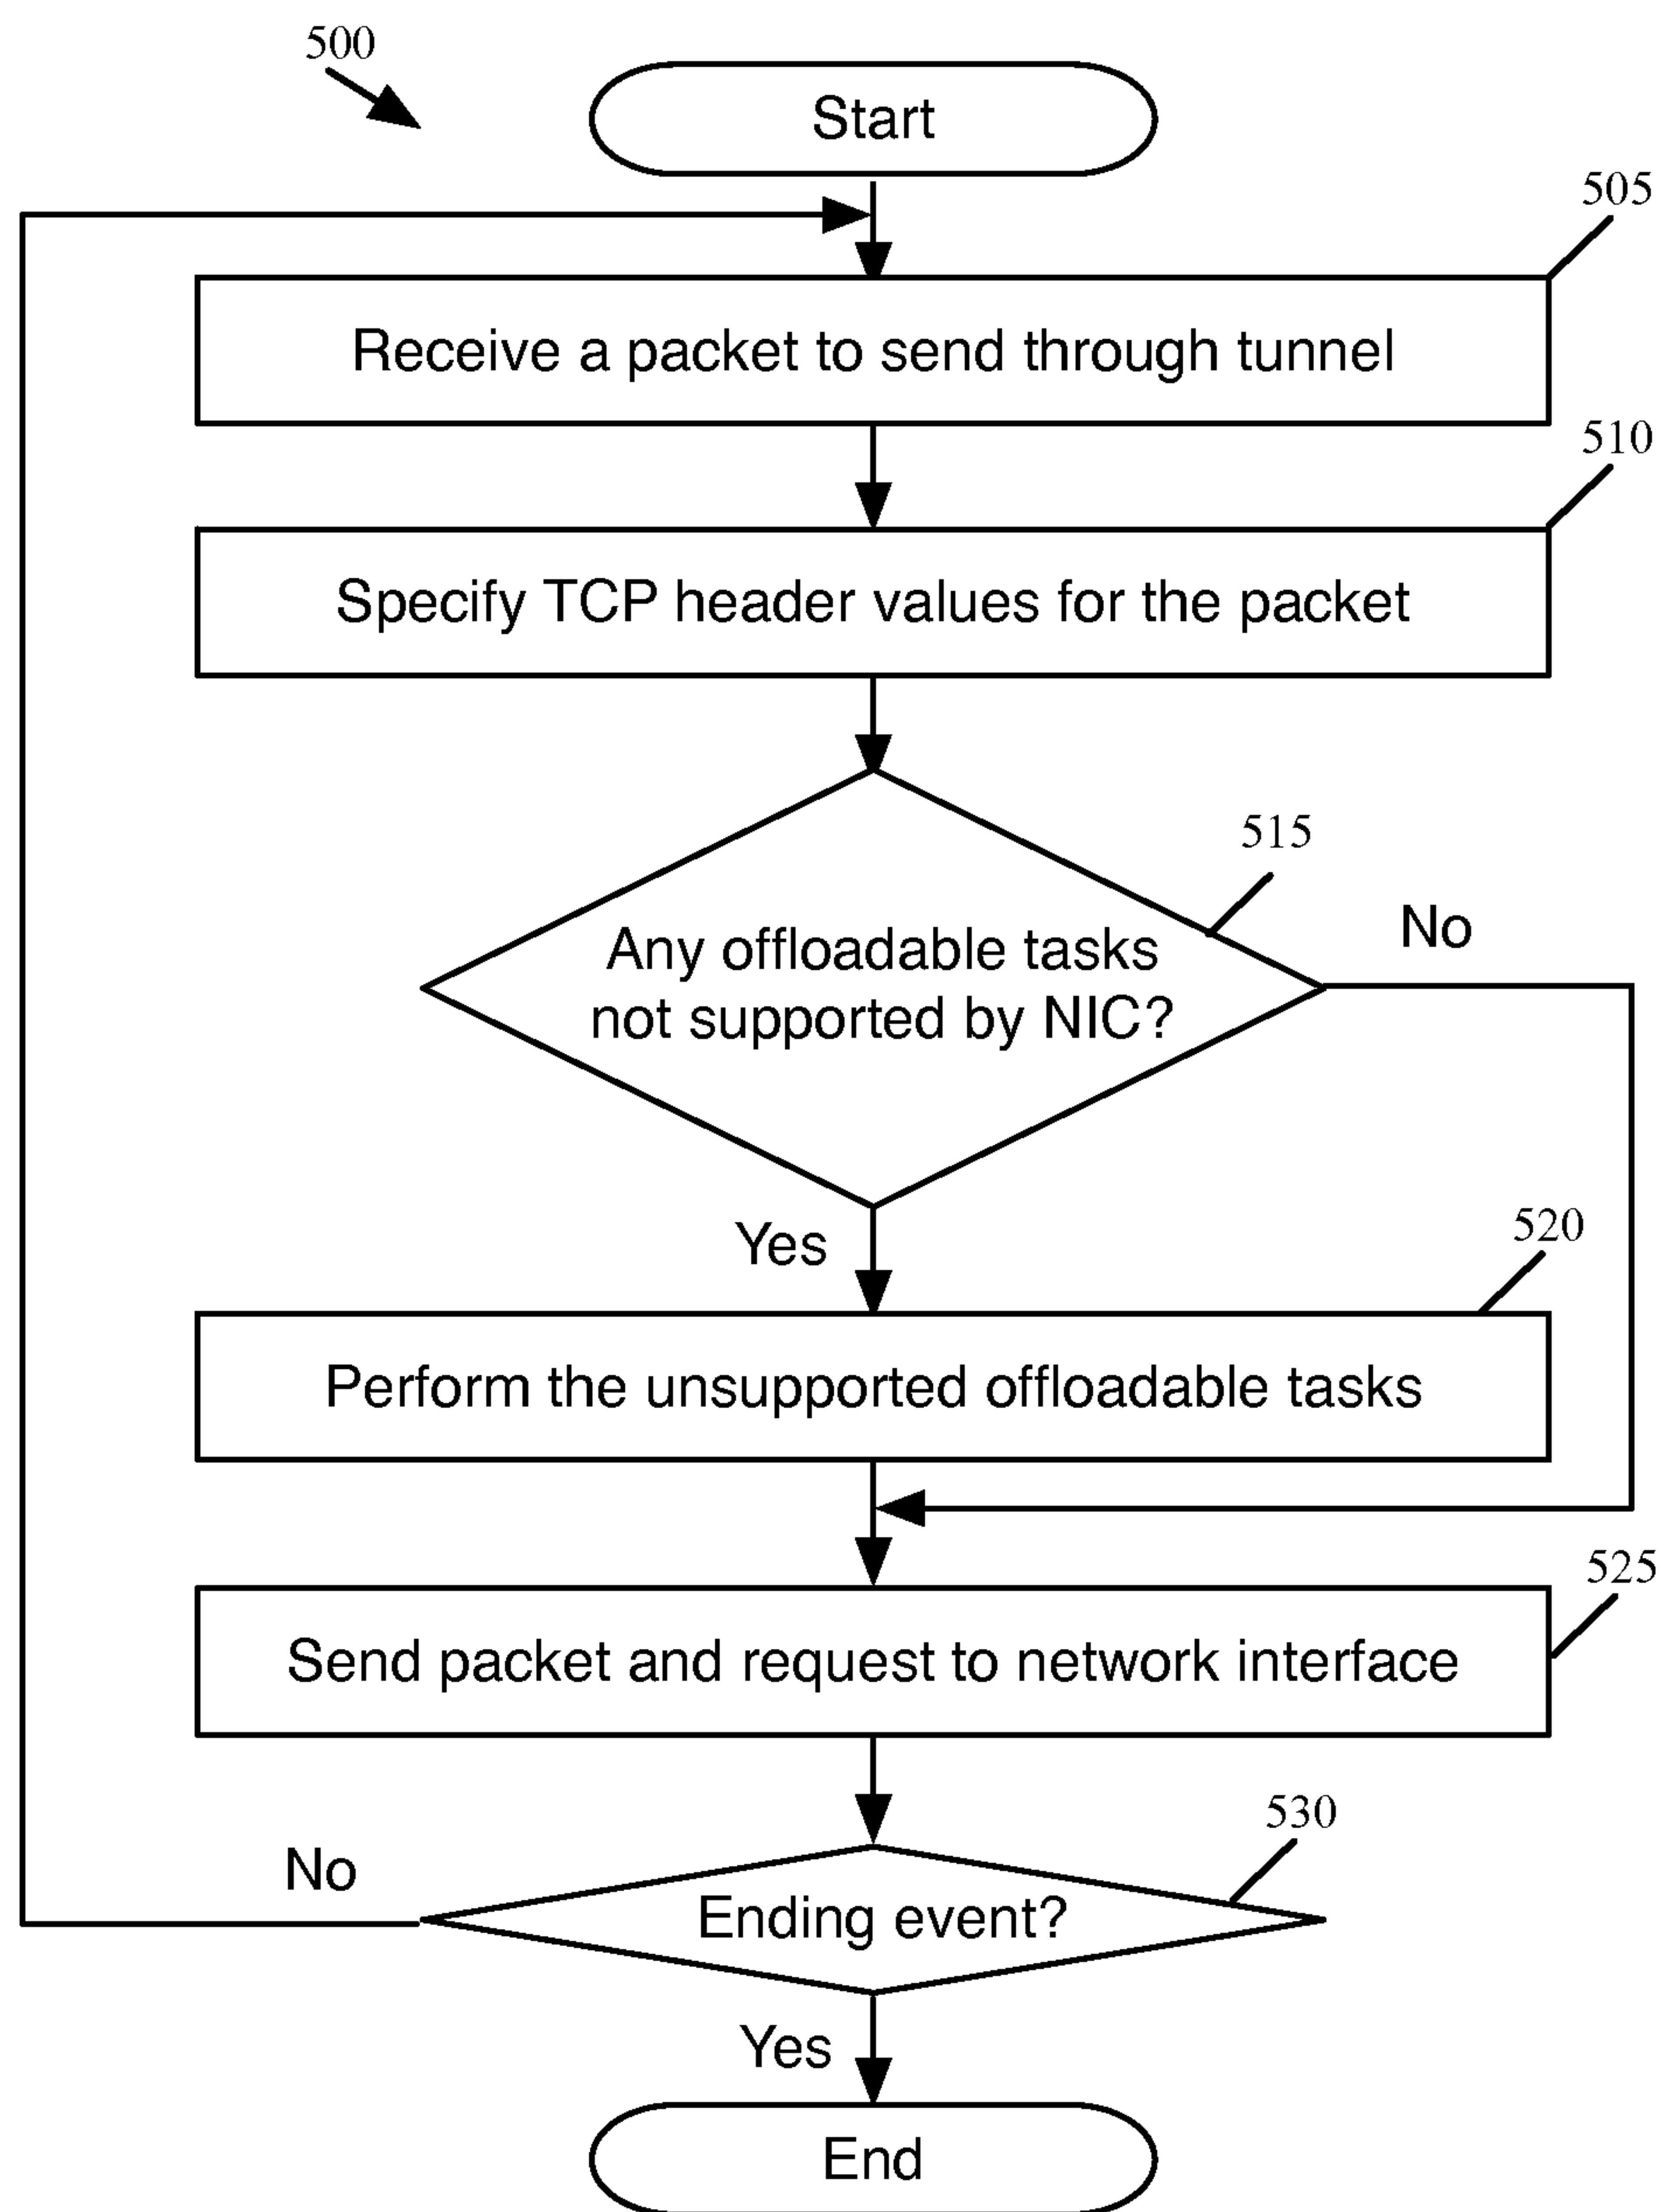 500
Start
505
Receive a packet to send through tunnel
510
Specify TCP header values for the packet
515
No
Any offloadable tasks
not supported by NIC?
Yes
520
Perform the unsupported offloadable tasks
525
Send packet and request to network interface
530
No
Ending event?
Yes
End